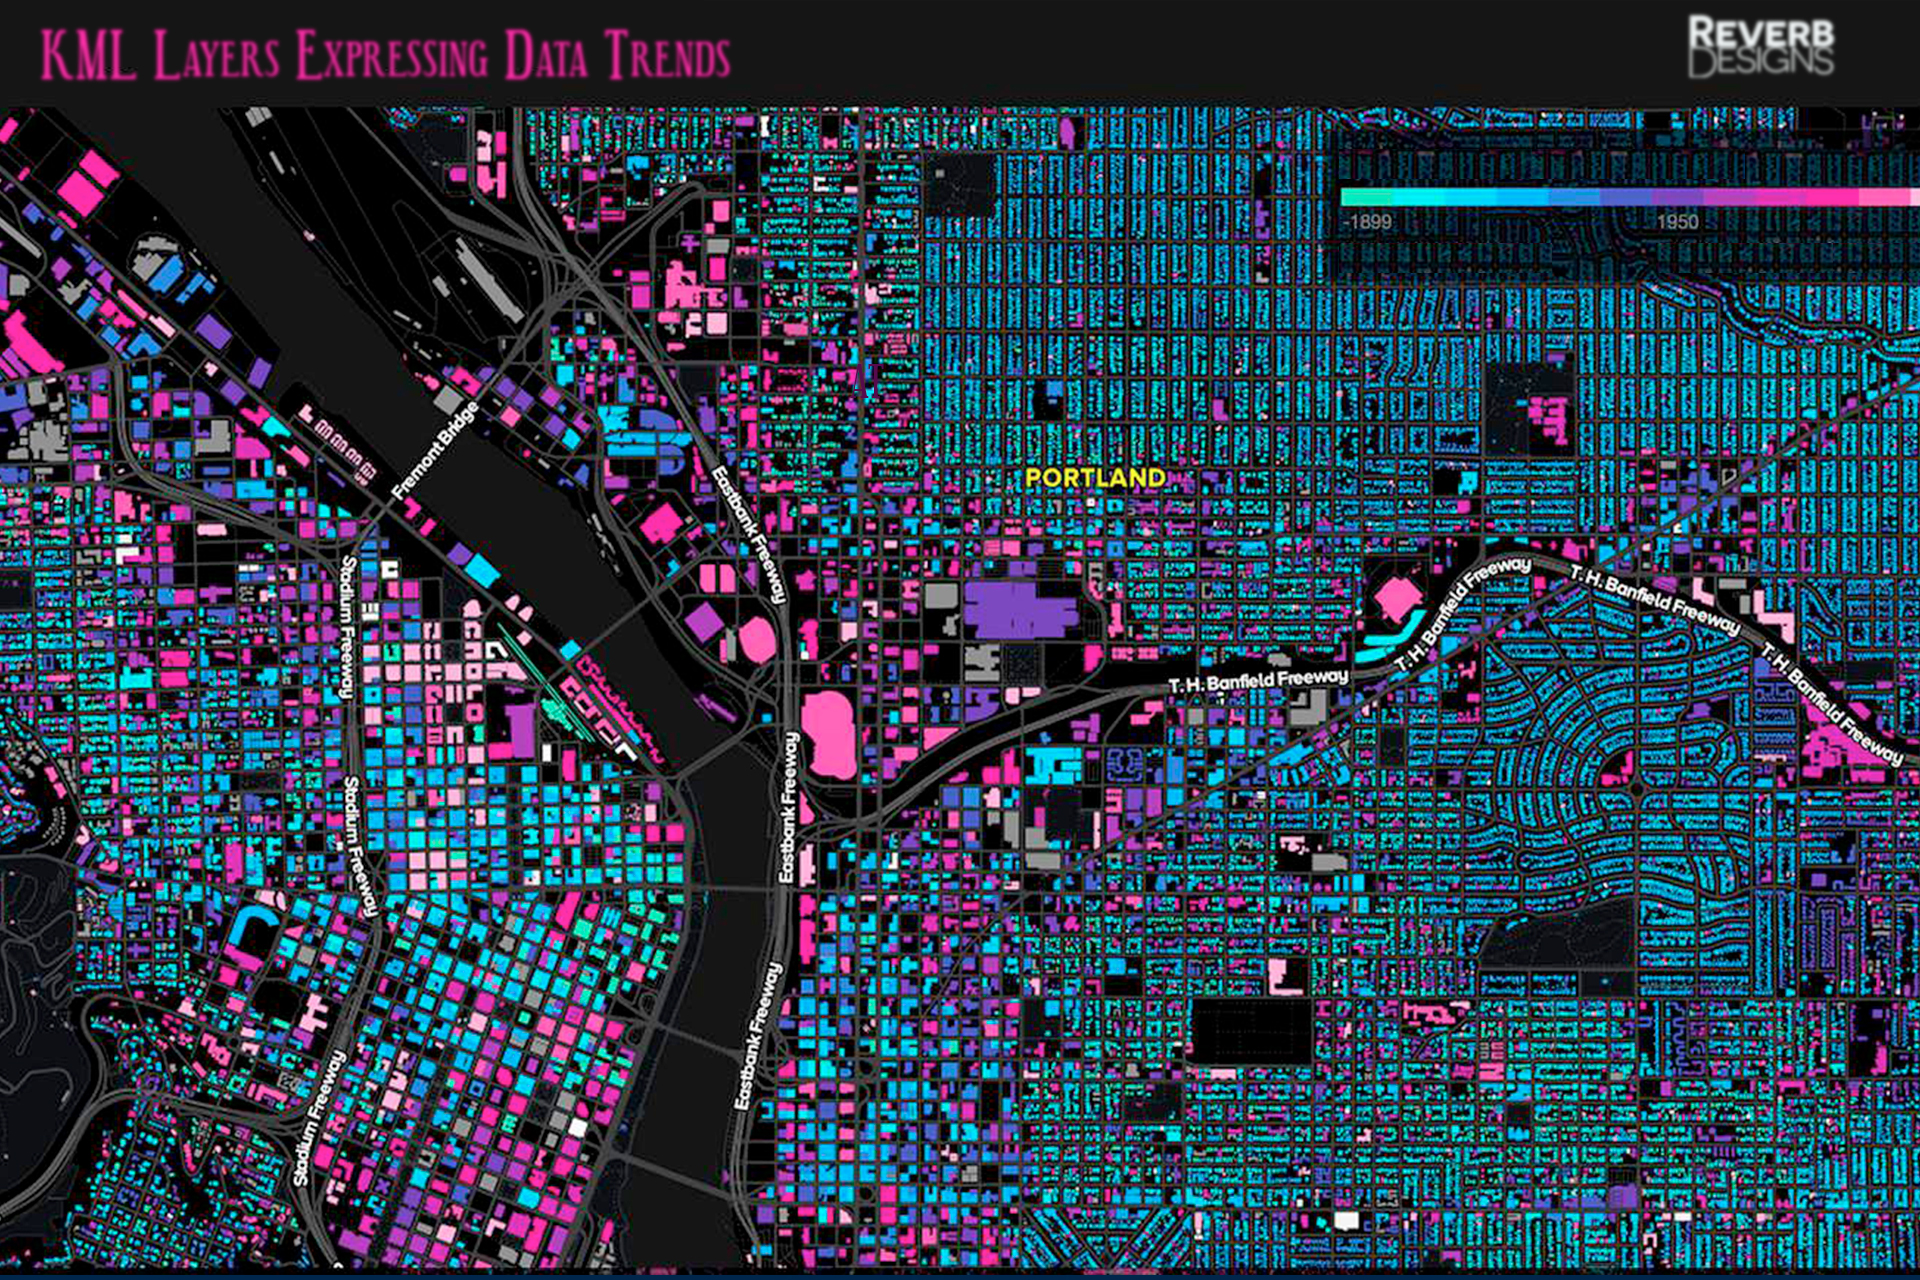 KML Layers Expressing Data Trends
REVERB
DESIGNS
-1899
1950
Fremont Bridge
Eastbank Freeway
PORTLAND
Stadium Freeway
T. H. Banfield Freeway
T. H. Banfield Freeway
T. H. Banfield Freeway
T. H. Banfield Freeway
Eastbank Freeway
Stadium Freeway
Eastbank Freeway
Stadium Freeway